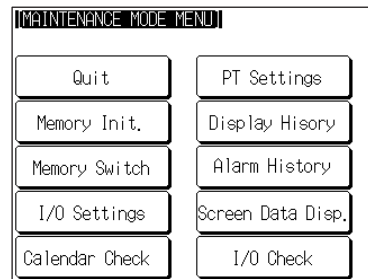 [MAINTENANCE MODE MENU]
Quit
PT Settings
Memory Init.
Display Hisory
Memory Switch
Alarm History
I/O Settings
Screen Data Disp.
Calendar Check
I/O Check